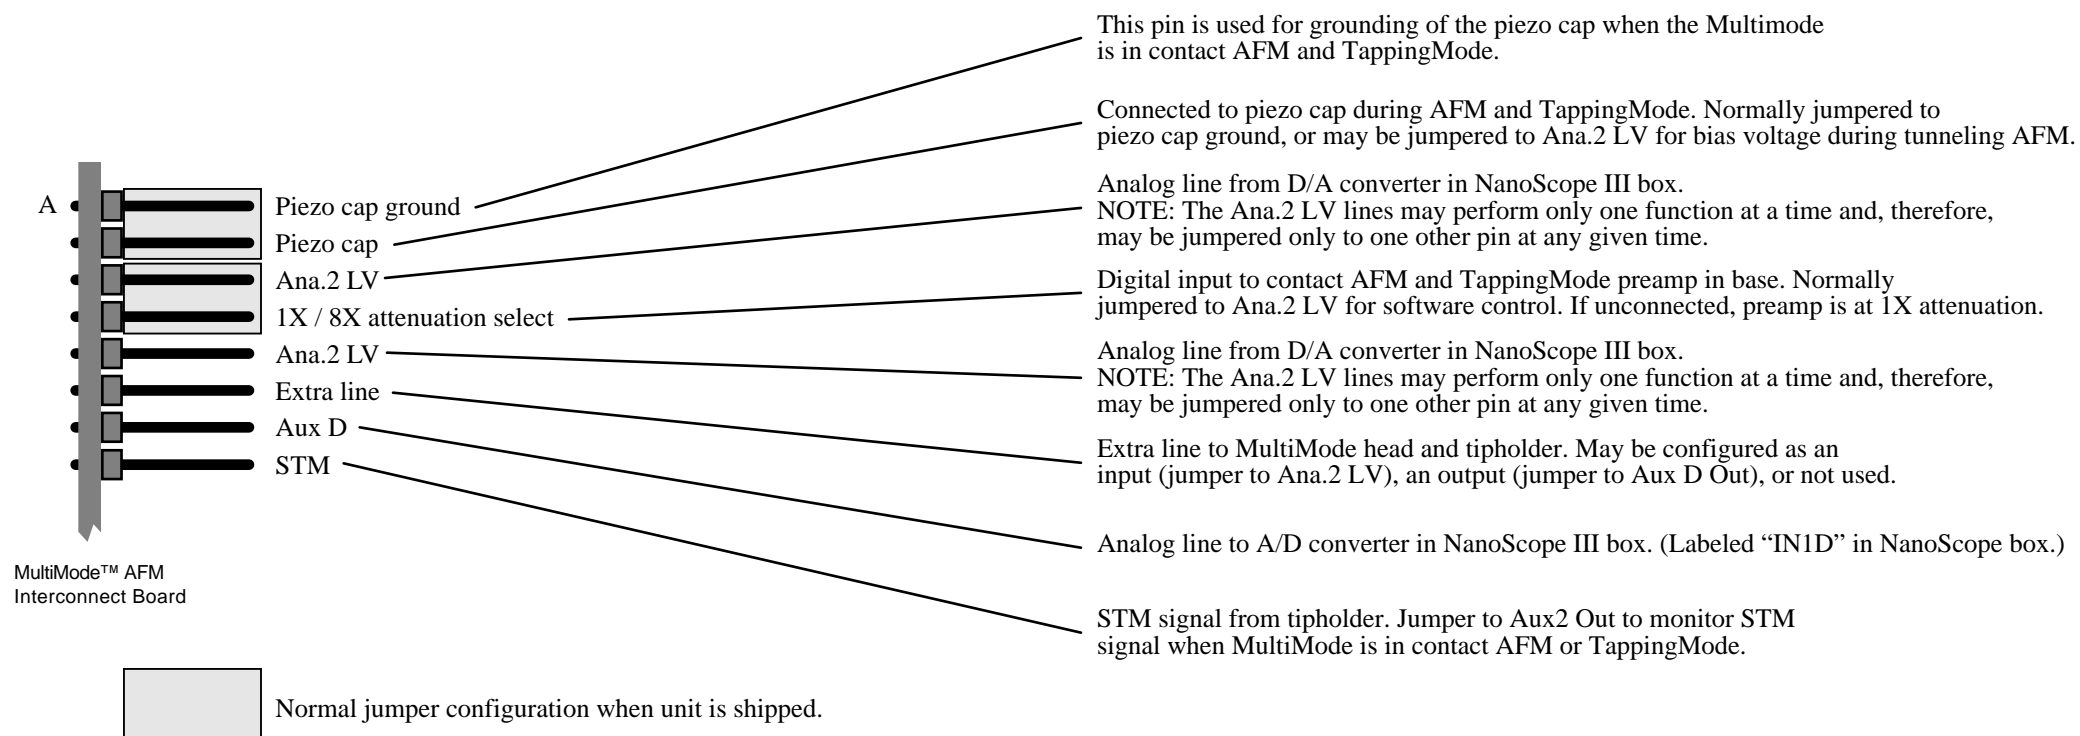 This pin is used for grounding of the piezo cap when the Multimode
is in contact AFM and TappingMode.
Connected to piezo cap during AFM and TappingMode. Normally jumpered to
piezo cap ground, or may be jumpered to Ana.2 LV for bias voltage during tunneling AFM.
Analog line from D/A converter in NanoScope III box.
NOTE: The Ana.2 LV lines may perform only one function at a time and, therefore,
may be jumpered only to one other pin at any given time.
Digital input to contact AFM and TappingMode preamp in base. Normally
jumpered to Ana.2 LV for software control. If unconnected, preamp is at 1X attenuation.
Analog line from D/A converter in NanoScope III box.
NOTE: The Ana.2 LV lines may perform only one function at a time and, therefore,
may be jumpered only to one other pin at any given time.
Extra line to MultiMode head and tipholder. May be configured as an
input (jumper to Ana.2 LV), an output (jumper to Aux D Out), or not used.
Analog line to A/D converter in NanoScope III box. (Labeled “IN1D” in NanoScope box.)
STM signal from tipholder. Jumper to Aux2 Out to monitor STM
signal when MultiMode is in contact AFM or TappingMode.
A
Piezo cap ground
Piezo cap
Ana.2 LV
1X / 8X attenuation select
Ana.2 LV
Extra line
Aux D
STM
MultiMode™ AFM
Interconnect Board
Normal jumper configuration when unit is shipped.